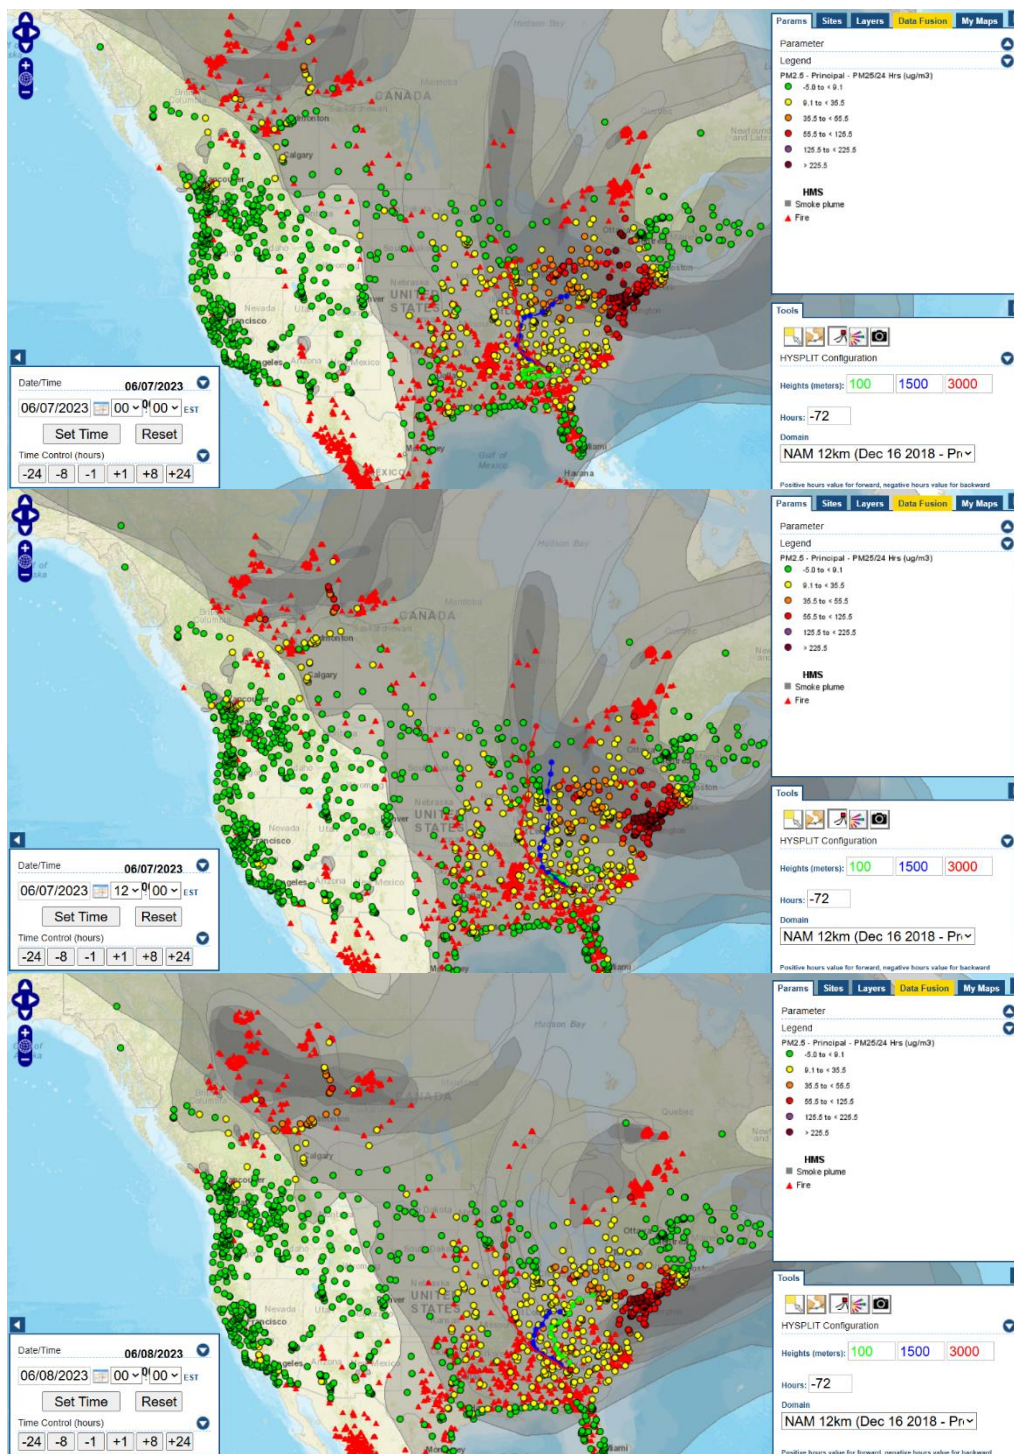 Hudson Bay
CANADA
Edmonton
Calgary
Vancouver
Nevada
Francisco
Denver
Nebraska
UNITED
STATES
Arizona
Monterrey
MEXICO
Gulf of
Mexico
Miami
Havana
Ottawa
Newfoundland
and Labr
Params Sites Layers Data Fusion My Maps
Parameter
Legend
PM2.5 - Principal - PM25/24 Hrs (ug/m3)
-5.0 to < 9.1
9.1 to < 35.5
35.5 to < 55.5
55.5 to < 125.5
125.5 to < 225.5
> 225.5
HMS
Smoke plume
Fire
Tools
HYSPLIT Configuration
Heights (meters): 100 1500 3000
Hours: -72
Domain
NAM 12km (Dec 16 2018 - Pr
Positive hours value for forward, negative hours value for backward
Date/Time 06/07/2023
06/07/2023 00 : 00 EST
Set Time Reset
Time Control (hours)
-24 -8 -1 +1 +8 +24
Hudson Bay
CANADA
Calgary
Vancouver
Nevada
Francisco
Denver
Nebraska
UNITED
STATES
Miami
Params Sites Layers Data Fusion My Maps
Parameter
Legend
PM2.5 - Principal - PM25/24 Hrs (ug/m3)
-5.0 to < 9.1
9.1 to < 35.5
35.5 to < 55.5
55.5 to < 125.5
125.5 to < 225.5
> 225.5
HMS
Smoke plume
Fire
Tools
HYSPLIT Configuration
Heights (meters): 100 1500 3000
Hours: -72
Domain
NAM 12km (Dec 16 2018 - Pr
Positive hours value for forward, negative hours value for backward
Date/Time 06/07/2023
06/07/2023 12 : 00 EST
Set Time Reset
Time Control (hours)
-24 -8 -1 +1 +8 +24
Hudson Bay
British
Columbia
CANADA
Calgary
Vancouver
Quebec
Ottawa
Nevada
Francisco
Denver
Nebraska
UNITED
STATES
Miami
Params Sites Layers Data Fusion My Maps
Parameter
Legend
PM2.5 - Principal - PM25/24 Hrs (ug/m3)
-5.0 to < 9.1
9.1 to < 35.5
35.5 to < 55.5
55.5 to < 125.5
125.5 to < 225.5
> 225.5
HMS
Smoke plume
Fire
Tools
HYSPLIT Configuration
Heights (meters): 100 1500 3000
Hours: -72
Domain
NAM 12km (Dec 16 2018 - Pr
Positive hours value for forward, negative hours value for backward
Date/Time 06/08/2023
06/08/2023 00 : 00 EST
Set Time Reset
Time Control (hours)
-24 -8 -1 +1 +8 +24